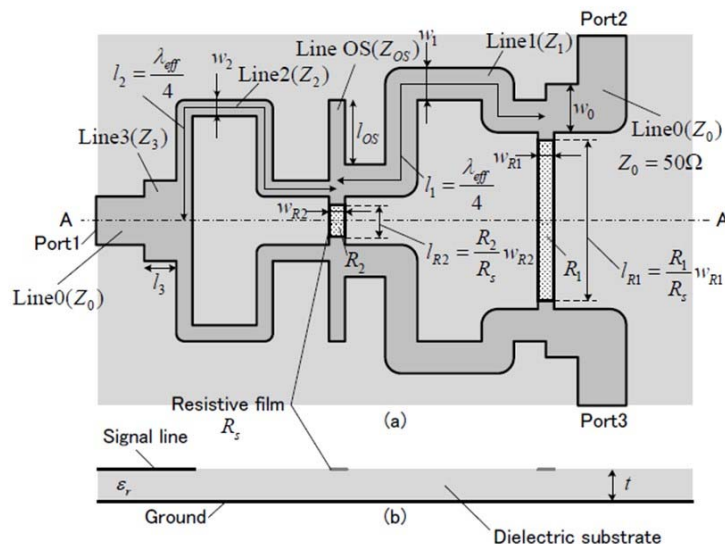 Port2
Line OS(Z_OS)
w_1
Line1(Z_1)
l_2 = λ_eff / 4
w_2
Line2(Z_2)
l_OS
w_0
Line3(Z_3)
Line0(Z_0)
Z_0 = 50Ω
w_R1
l_1 = λ_eff / 4
A
w_R2
A
Port1
l_R2 = R_2 / R_s w_R2
R_2
R_1
l_R1 = R_1 / R_s w_R1
l_3
Line0(Z_0)
Resistive film
R_s
(a)
Port3
Signal line
ε_r
t
Ground
(b)
Dielectric substrate